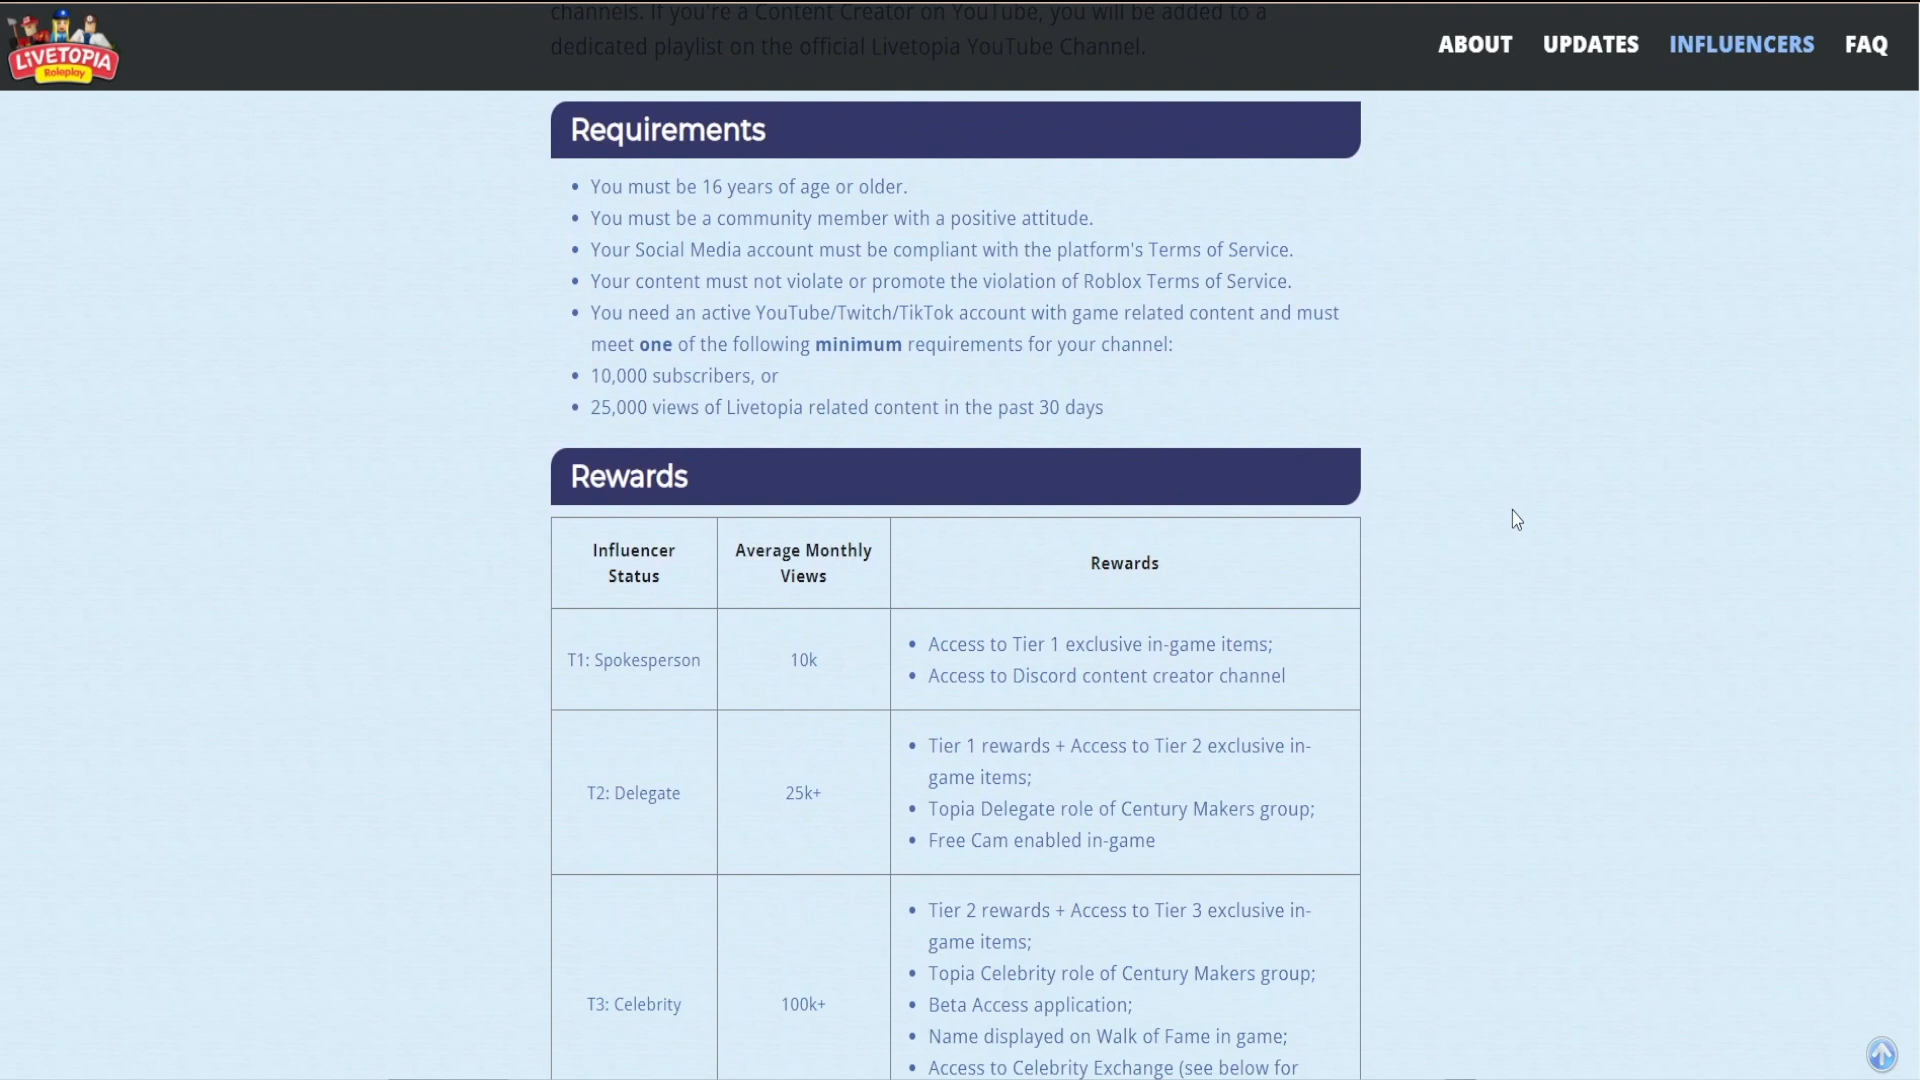 channels. If you're a Content Creator on YouTube, you will be added to a
dedicated playlist on the official Livetopia YouTube Channel.
LIVETOPIA
Roleplay
ABOUT UPDATES INFLUENCERS FAQ
Requirements
• You must be 16 years of age or older.
• You must be a community member with a positive attitude.
• Your Social Media account must be compliant with the platform's Terms of Service.
• Your content must not violate or promote the violation of Roblox Terms of Service.
• You need an active YouTube/Twitch/TikTok account with game related content and must
meet one of the following minimum requirements for your channel:
• 10,000 subscribers, or
• 25,000 views of Livetopia related content in the past 30 days
Rewards
Influencer
Status
Average Monthly
Views
Rewards
T1: Spokesperson
10k
• Access to Tier 1 exclusive in-game items;
• Access to Discord content creator channel
T2: Delegate
25k+
• Tier 1 rewards + Access to Tier 2 exclusive in-
game items;
• Topia Delegate role of Century Makers group;
• Free Cam enabled in-game
T3: Celebrity
100k+
• Tier 2 rewards + Access to Tier 3 exclusive in-
game items;
• Topia Celebrity role of Century Makers group;
• Beta Access application;
• Name displayed on Walk of Fame in game;
• Access to Celebrity Exchange (see below for